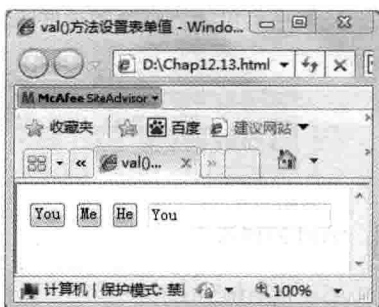 val()方法设置表单值 - Windo...
D:\Chap12.13.html
McAfee SiteAdvisor
收藏夹 百度 建议网站
val()...
You Me He You
计算机 | 保护模式: 禁 100%